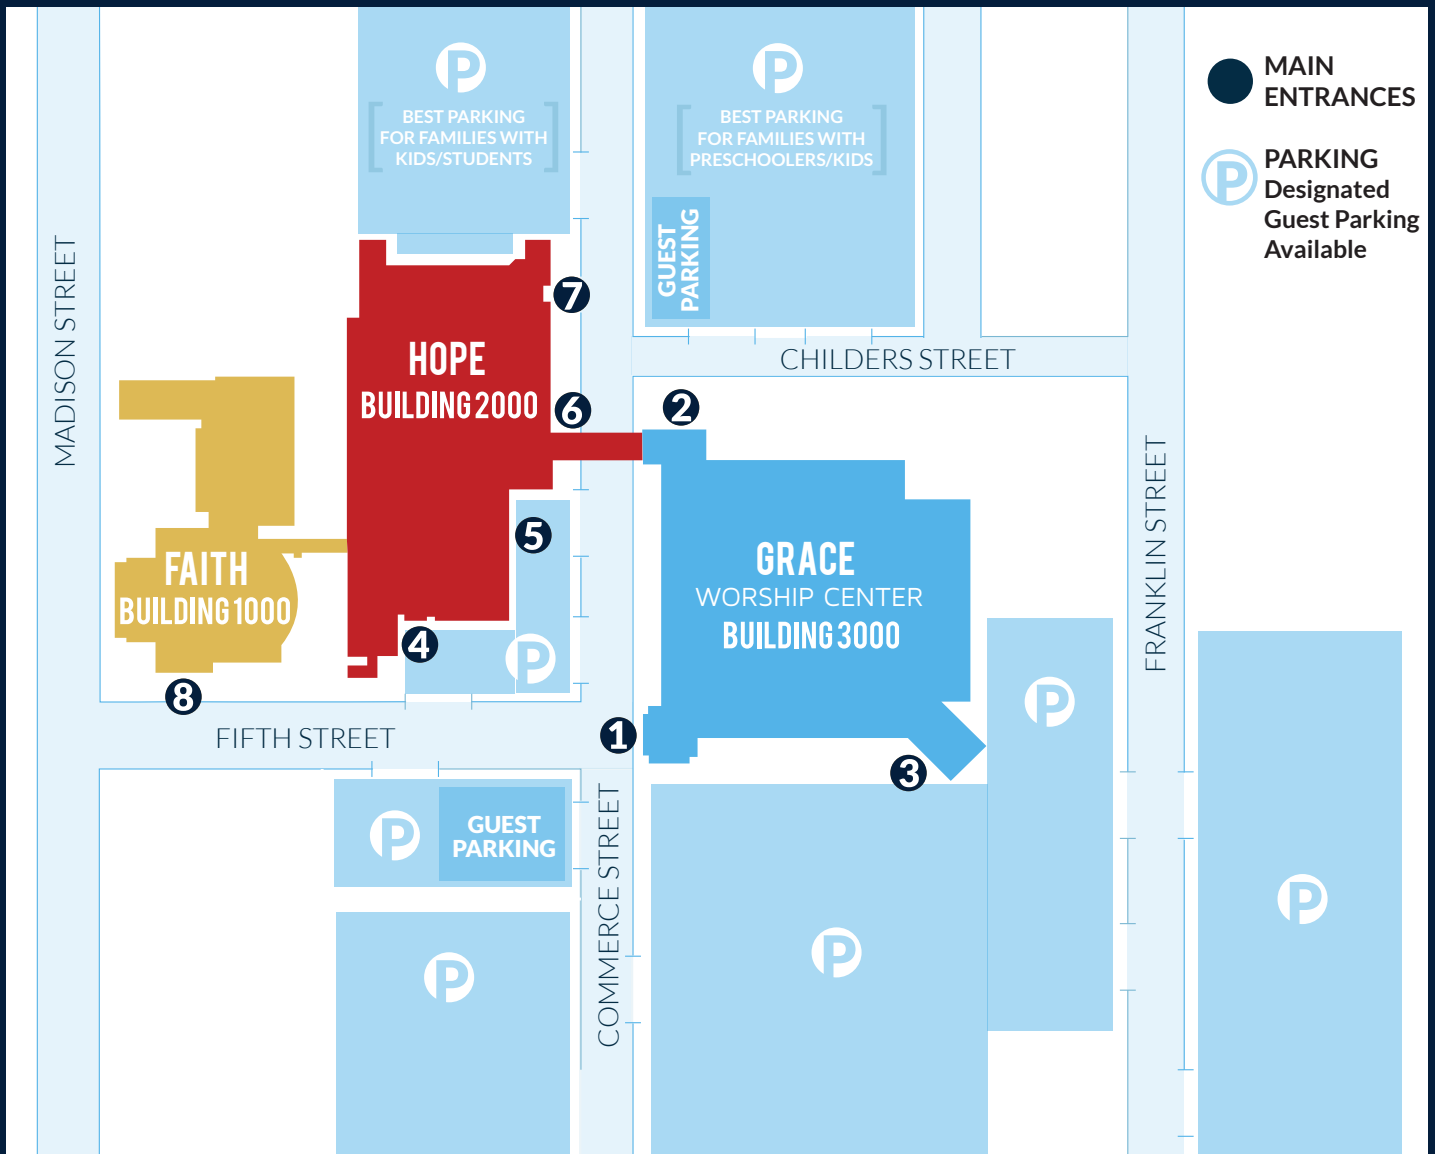 P
BEST PARKING
FOR FAMILIES WITH
KIDS/STUDENTS
P
BEST PARKING
FOR FAMILIES WITH
PRESCHOOLERS/KIDS
GUEST
PARKING
MAIN
ENTRANCES
P
PARKING
Designated
Guest Parking
Available
MADISON STREET
7
HOPE
BUILDING 2000
6
2
CHILDERS STREET
FRANKLIN STREET
5
GRACE
WORSHIP CENTER
BUILDING 3000
FAITH
BUILDING 1000
4
P
8
FIFTH STREET
1
3
P
P
GUEST
PARKING
COMMERCE STREET
P
P
P